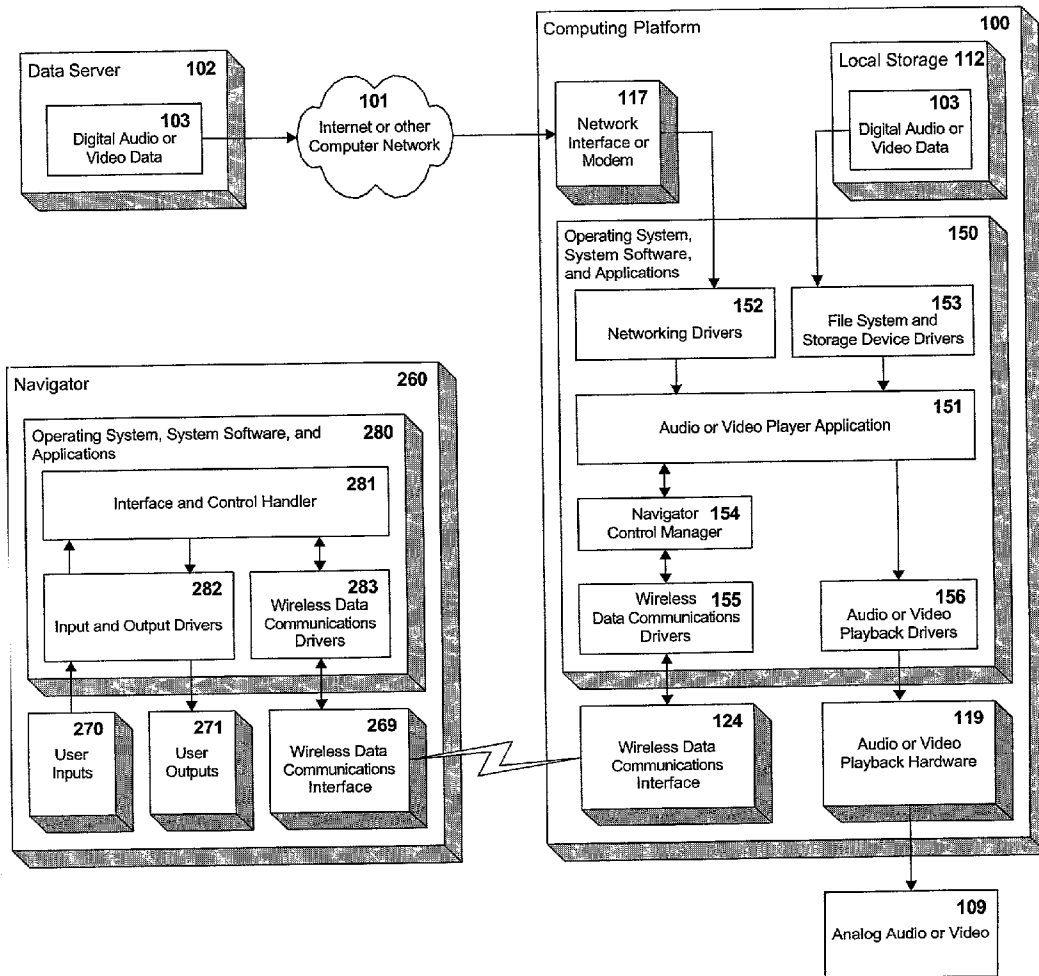 Data Server 102
103
Digital Audio or
Video Data
101
Internet or other
Computer Network
Computing Platform 100
117
Network
Interface or
Modem
Local Storage 112
103
Digital Audio or
Video Data
Operating System, 150
System Software,
and Applications
152
Networking Drivers
153
File System and
Storage Device Drivers
151
Audio or Video Player Application
Navigator 154
Control Manager
Wireless 155
Data Communications
Drivers
156
Audio or Video
Playback Drivers
124
Wireless Data
Communications
Interface
119
Audio or Video
Playback Hardware
109
Analog Audio or Video
Navigator 260
Operating System, System Software, and 280
Applications
281
Interface and Control Handler
282
Input and Output Drivers
283
Wireless Data
Communications
Drivers
270
User
Inputs
271
User
Outputs
269
Wireless Data
Communications
Interface